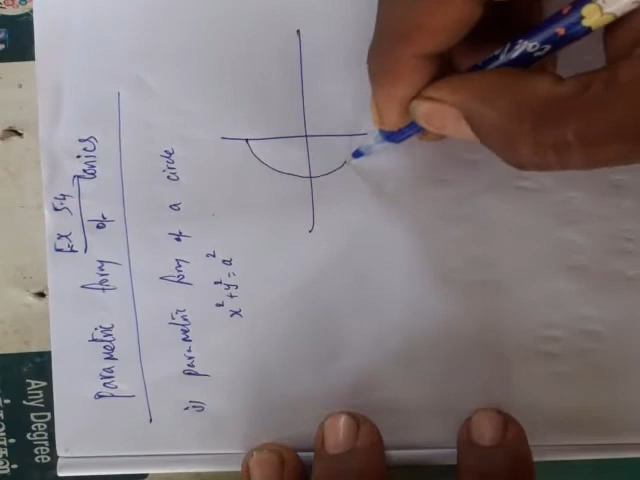 Ex 5.4
Parametric form of Conics
i) parametric form of a circle
x² + y² = a²
Any Degree